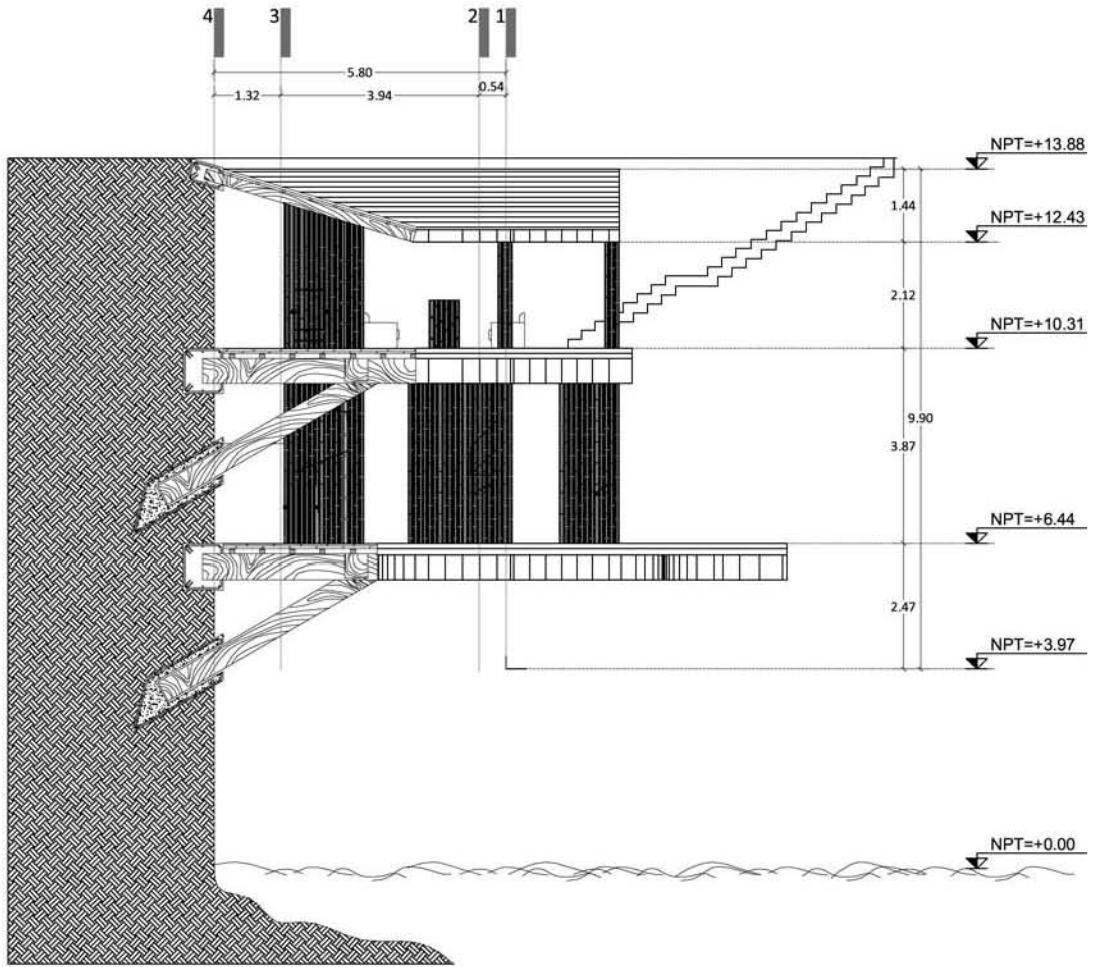 4
3
2
1
5.80
0.54
1.32
3.94
NPT=+13.88
1.44
NPT=+12.43
2.12
NPT=+10.31
9.90
3.87
NPT=+6.44
2.47
NPT=+3.97
NPT=+0.00